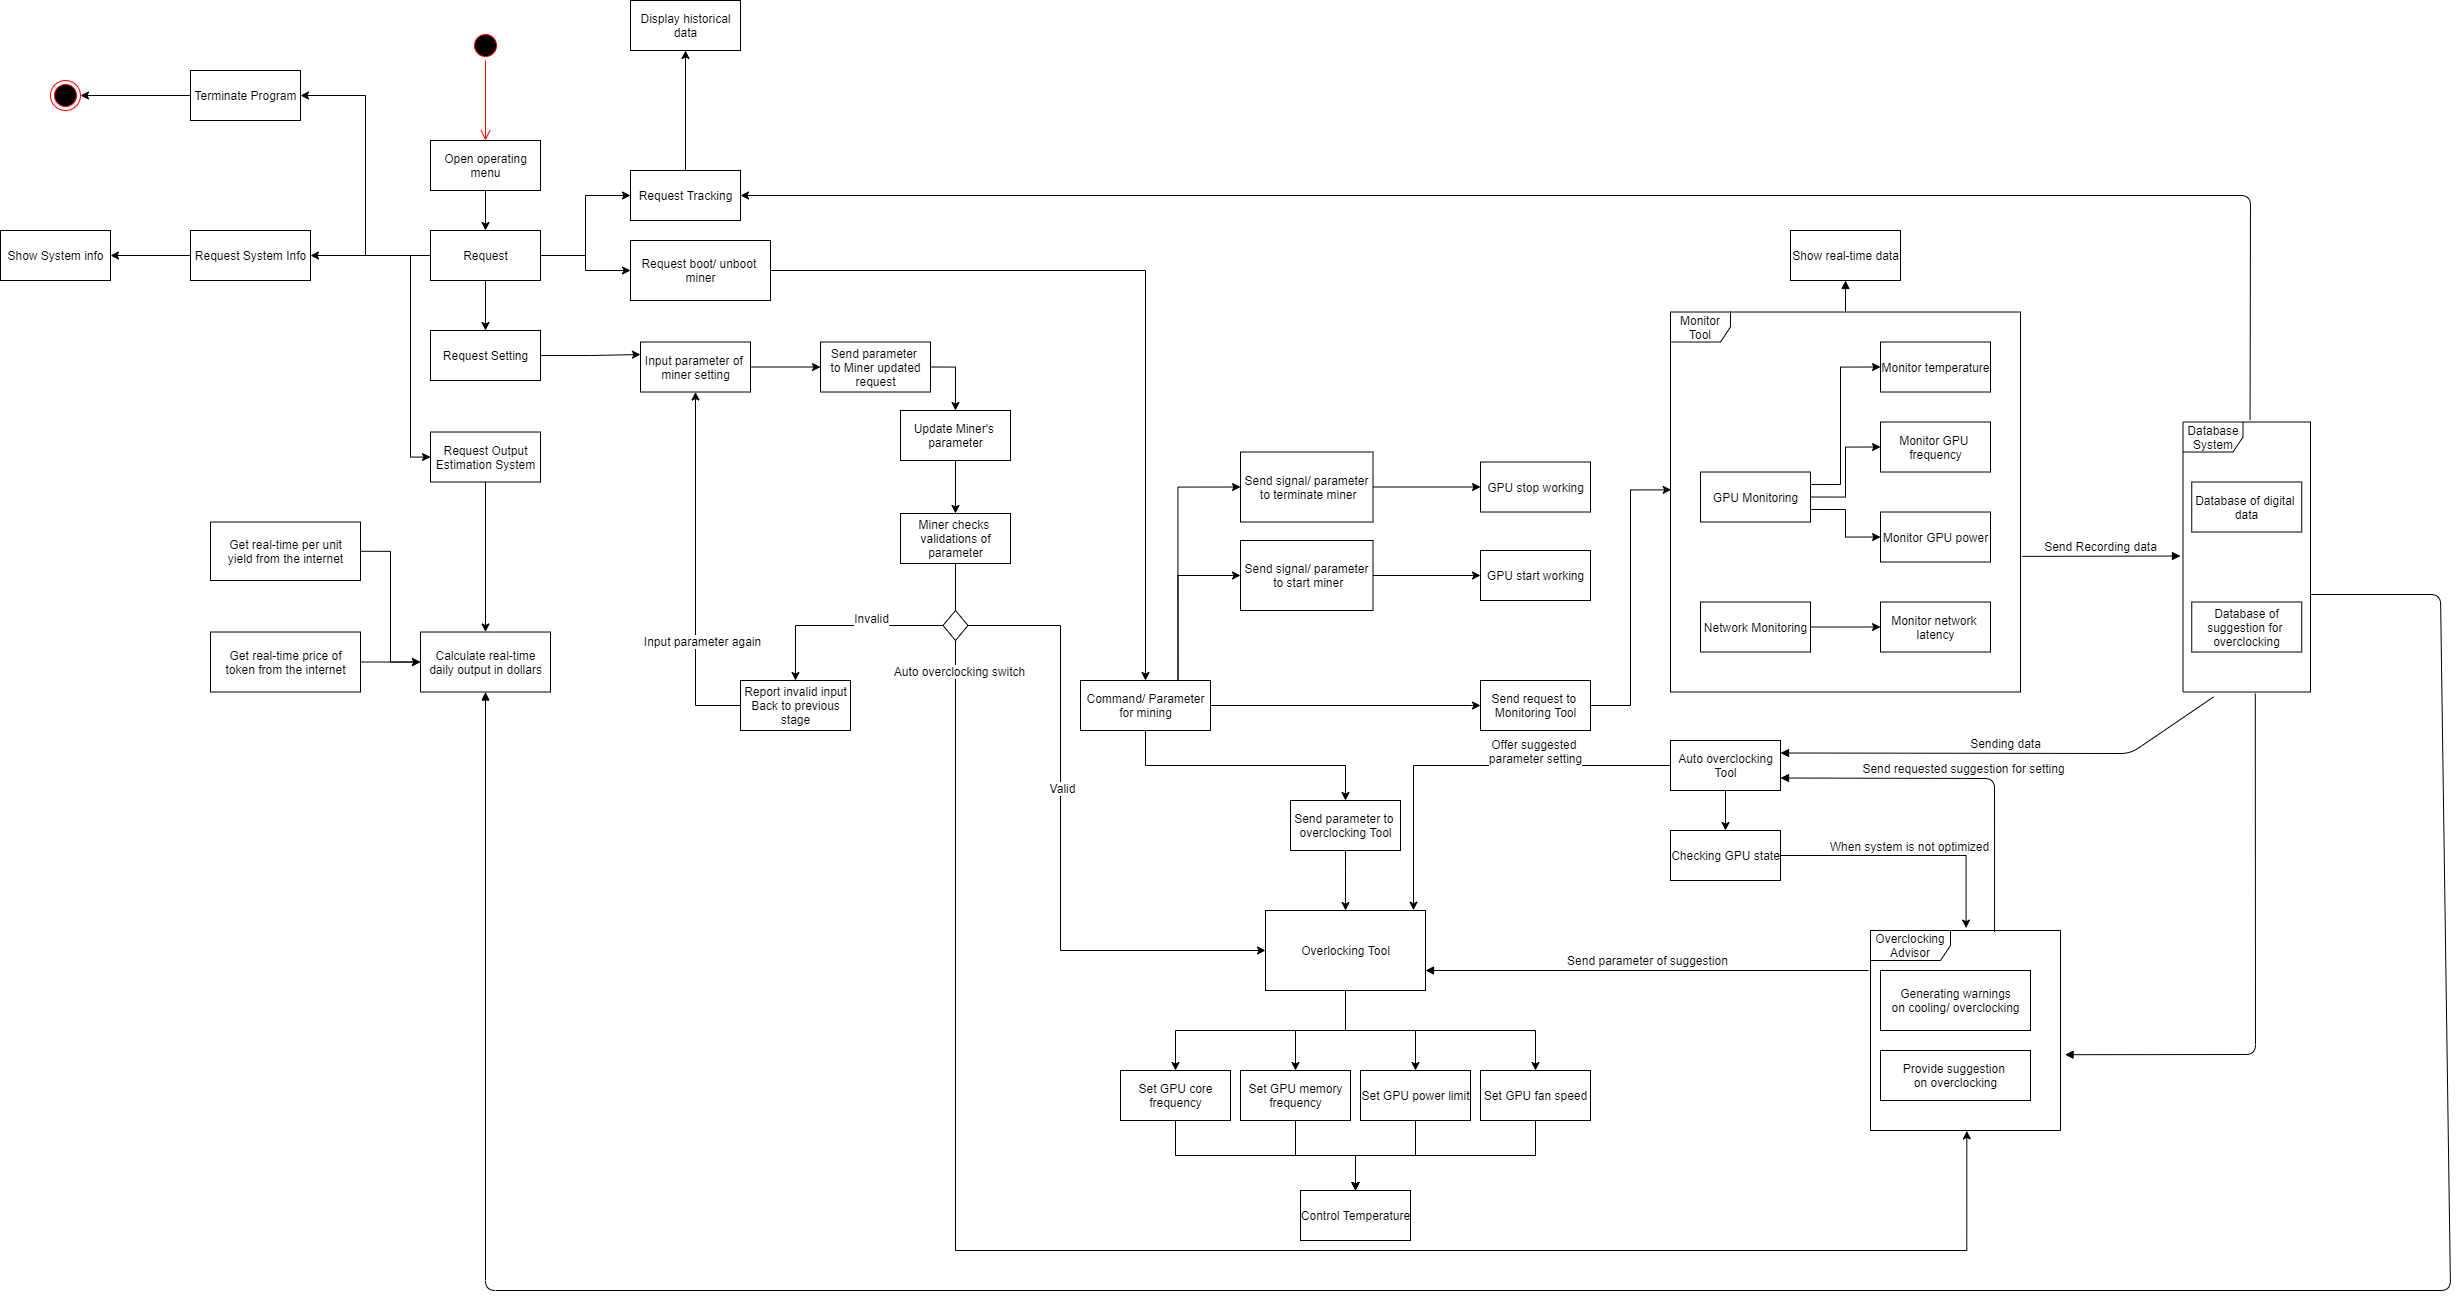 Display historical
data
Terminate Program
Open operating
menu
Request Tracking
Show System info
Request System Info
Request
Request boot/ unboot
miner
Show real-time data
Request Setting
Input parameter of
miner setting
Send parameter
to Miner updated
request
Update Miner's
parameter
Miner checks
validations of
parameter
Request Output
Estimation System
Get real-time per unit
yield from the internet
Get real-time price of
token from the internet
Calculate real-time
daily output in dollars
Invalid
Input parameter again
Auto overclocking switch
Report invalid input
Back to previous
stage
Valid
Send signal/ parameter
to terminate miner
GPU stop working
Send signal/ parameter
to start miner
GPU start working
Command/ Parameter
for mining
Send request to
Monitoring Tool
Monitor
Tool
Monitor temperature
Monitor GPU
frequency
GPU Monitoring
Monitor GPU power
Network Monitoring
Monitor network
latency
Send Recording data
Database
System
Database of digital
data
Database of
suggestion for
overclocking
Offer suggested
parameter setting
Auto overclocking
Tool
Sending data
Send requested suggestion for setting
Send parameter to
overclocking Tool
Checking GPU state
When system is not optimized
Overlocking Tool
Send parameter of suggestion
Overclocking
Advisor
Generating warnings
on cooling/ overclocking
Provide suggestion
on overclocking
Set GPU core
frequency
Set GPU memory
frequency
Set GPU power limit
Set GPU fan speed
Control Temperature